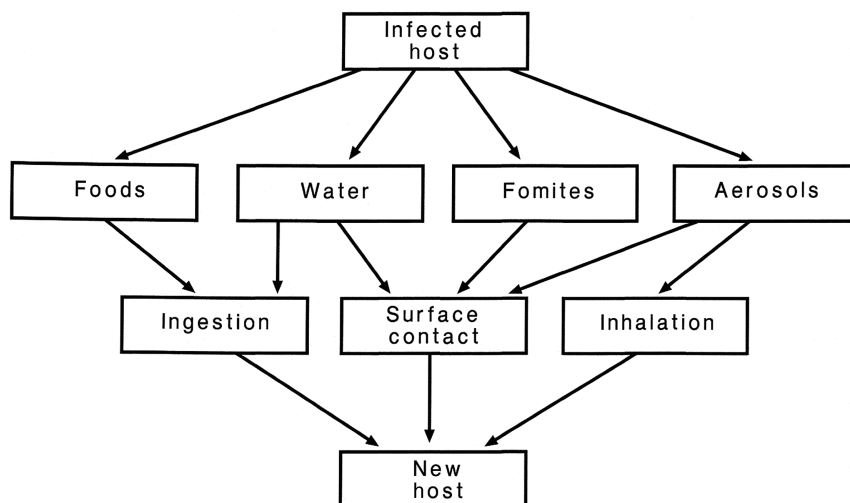 Infected
host
Foods
Water
Fomites
Aerosols
Ingestion
Surface
contact
Inhalation
New
host